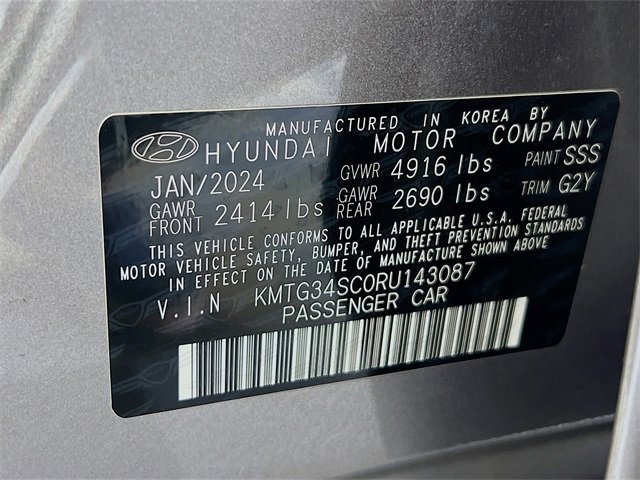 MANUFACTURED IN KOREA BY
HYUNDAI MOTOR COMPANY
JAN/2024 GVWR 4916 lbs PAINT SSS
GAWR FRONT 2414 lbs GAWR REAR 2690 lbs TRIM G2Y
THIS VEHICLE CONFORMS TO ALL APPLICABLE U.S.A. FEDERAL
MOTOR VEHICLE SAFETY, BUMPER, AND THEFT PREVENTION STANDARDS
IN EFFECT ON THE DATE OF MANUFACTURE SHOWN ABOVE
V.I.N KMTG34SC0RU143087
PASSENGER CAR